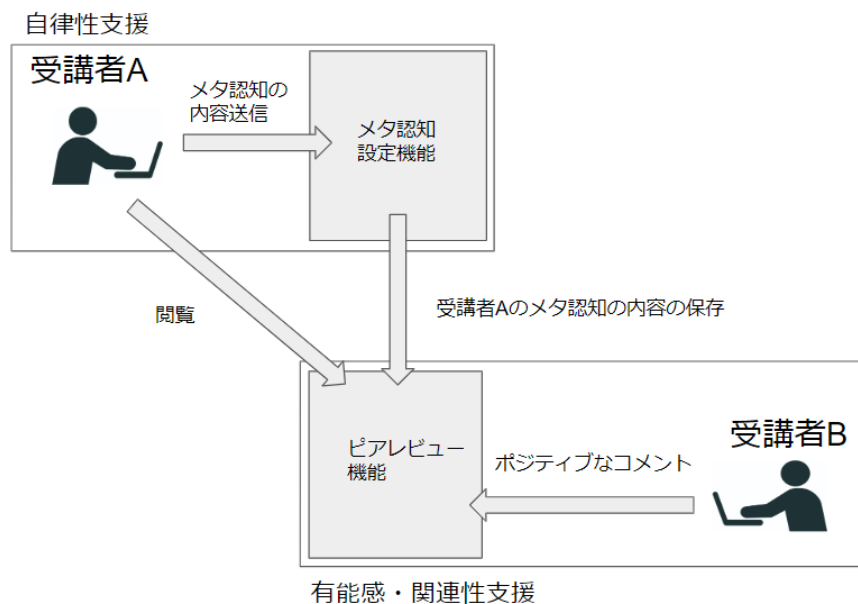 自律性支援
受講者A
メタ認知の
内容送信
メタ認知
設定機能
閲覧
受講者Aのメタ認知の内容の保存
ピアレビュー
機能
ポジティブなコメント
受講者B
有能感・関連性支援